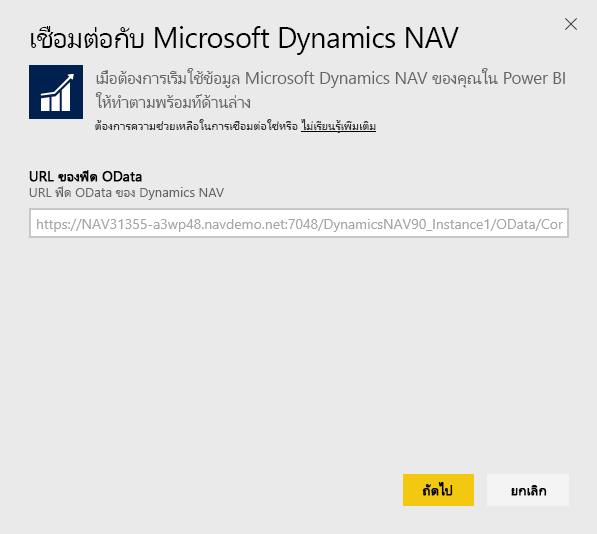 เชื่อมต่อกับ Microsoft Dynamics NAV
เมื่อต้องการเริ่มใช้ข้อมูล Microsoft Dynamics NAV ของคุณใน Power BI
ให้ทำตามพร้อมท์ด้านล่าง
ต้องการความช่วยเหลือในการเชื่อมต่อใช่หรือ ไม่เรียนรู้เพิ่มเติม
URL ของฟีด OData
URL ฟีด OData ของ Dynamics NAV
https://NAV31355-a3wp48.navdemo.net:7048/DynamicsNAV90_Instance1/OData/Cor
ถัดไป
ยกเลิก